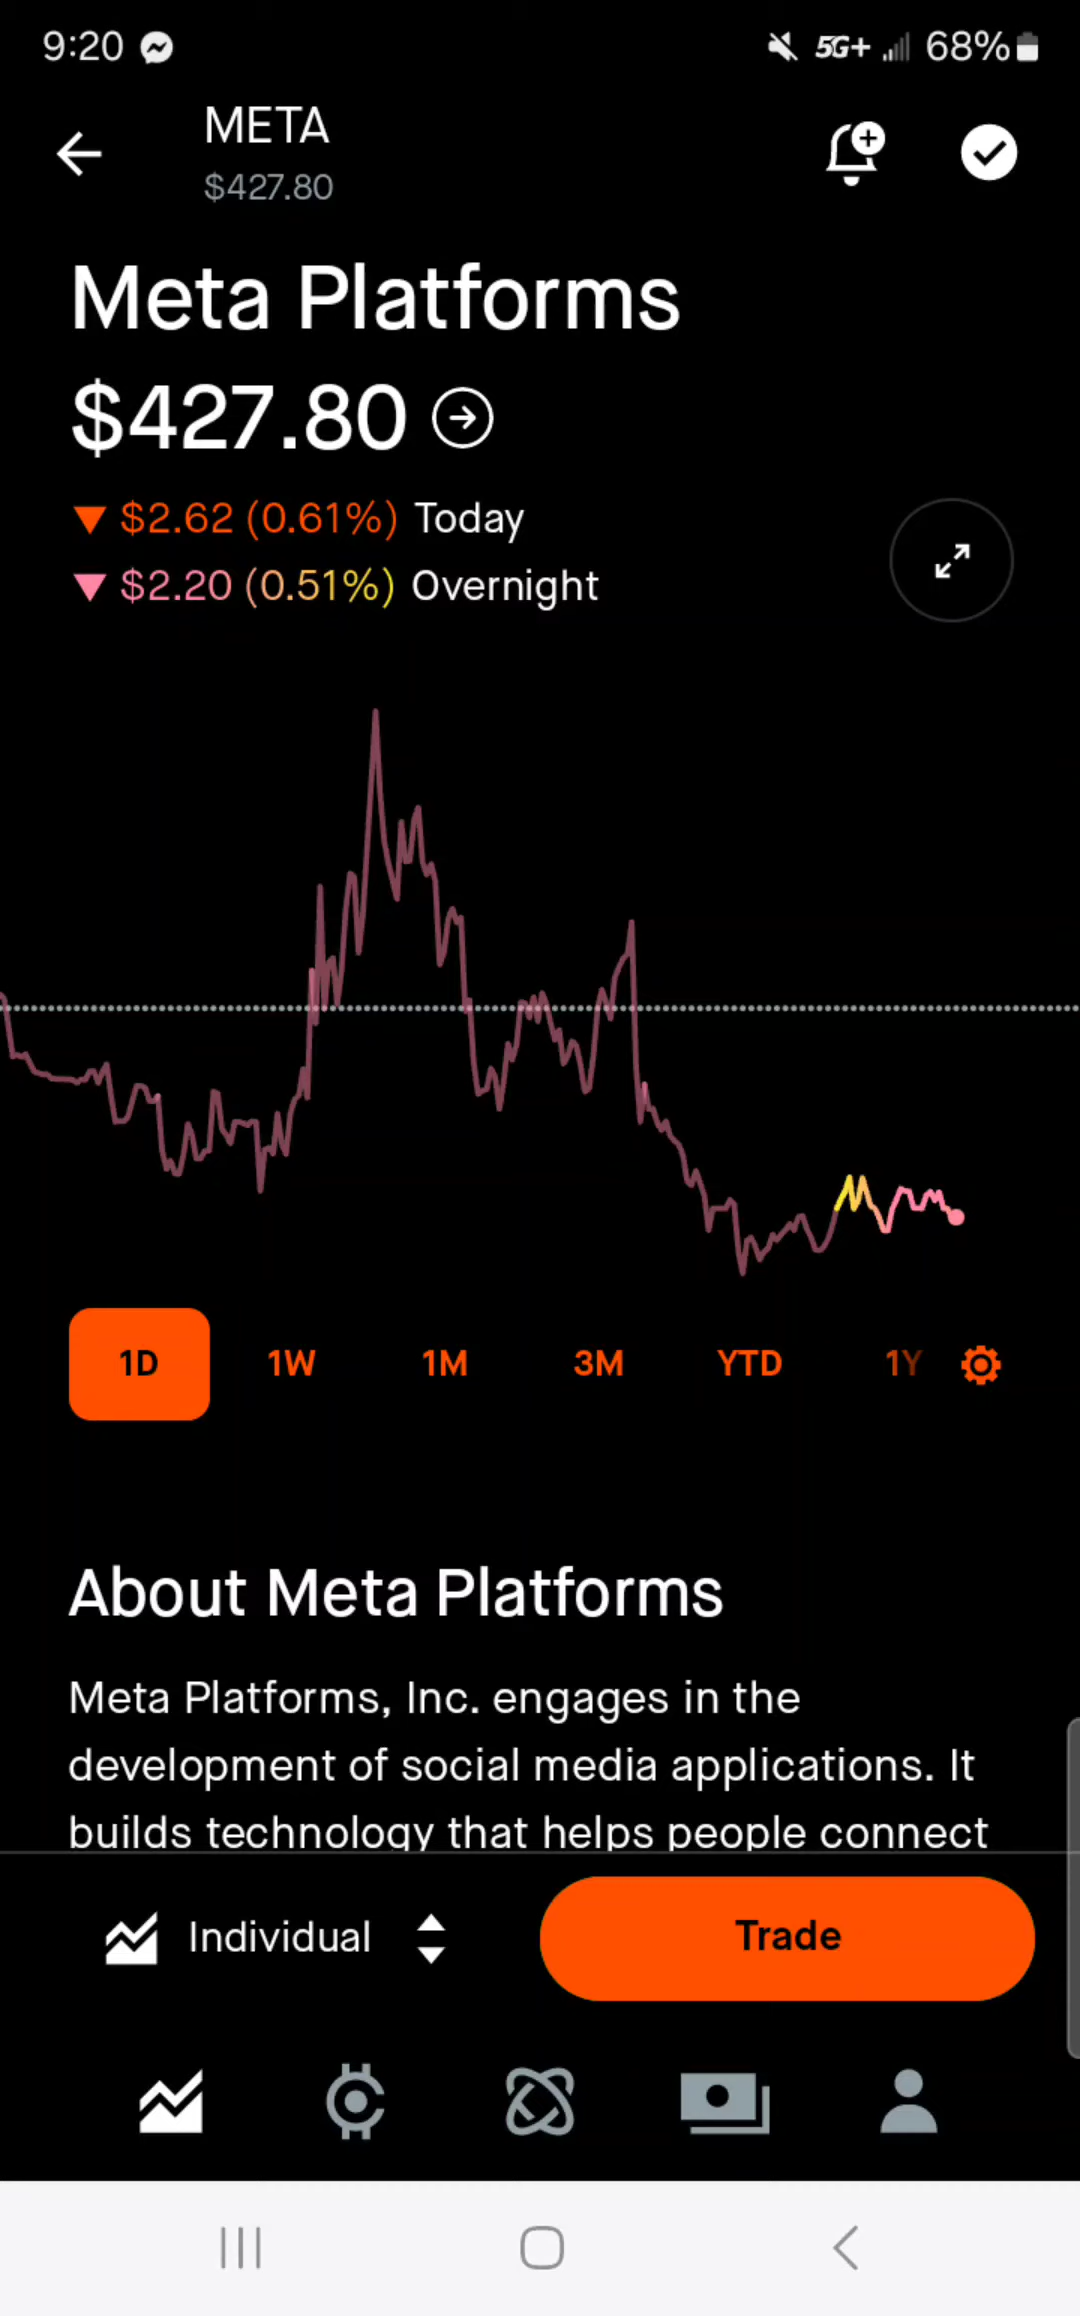 9:20
5G+ 68%
META
$427.80
Meta Platforms
$427.80
$2.62 (0.61%) Today
$2.20 (0.51%) Overnight
1D 1W 1M 3M YTD 1Y
About Meta Platforms
Meta Platforms, Inc. engages in the
development of social media applications. It
builds technology that helps people connect
Individual
Trade